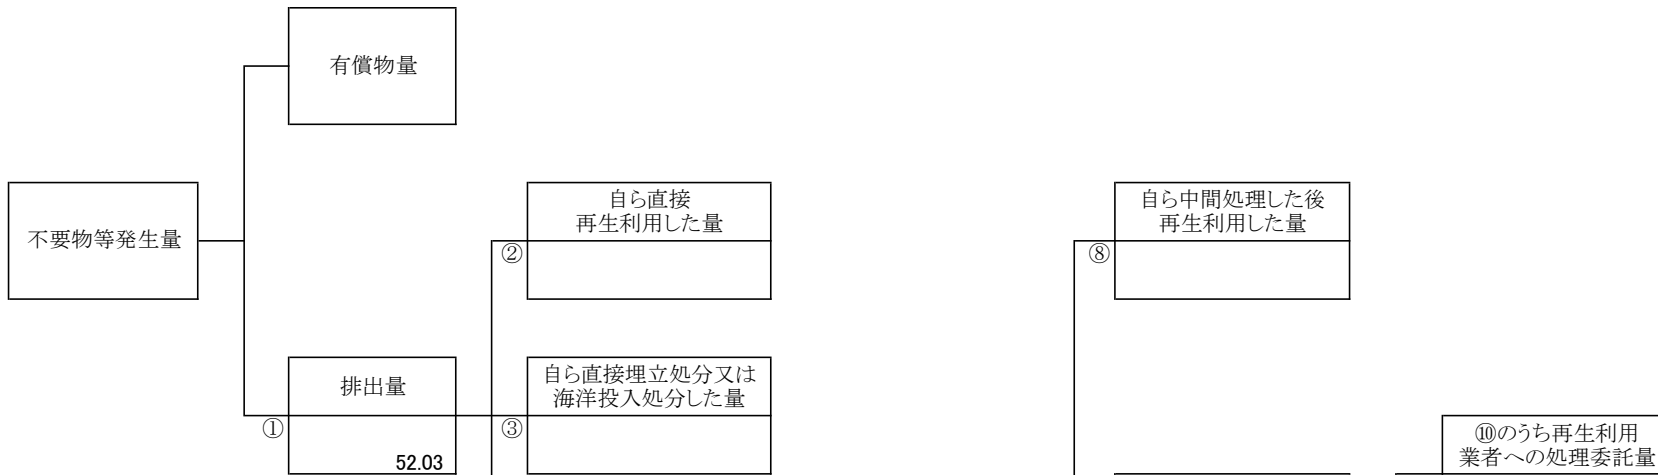 有償物量
不要物等発生量
自ら直接
再生利用した量
②
自ら中間処理した後
再生利用した量
⑧
排出量
①
52.03
自ら直接埋立処分又は
海洋投入処分した量
③
⑩のうち再生利用
業者への処理委託量